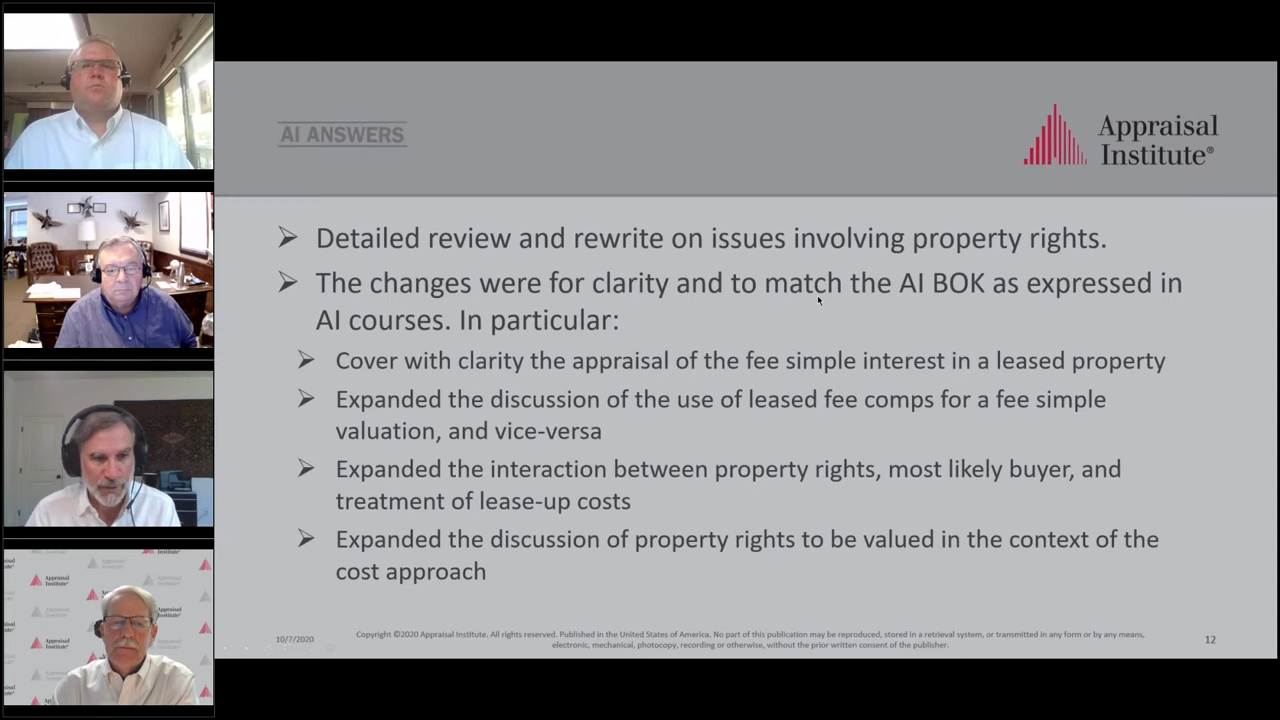 AI ANSWERS
Appraisal
Institute®
➢ Detailed review and rewrite on issues involving property rights.
➢ The changes were for clarity and to match the AI BOK as expressed in
AI courses. In particular:
➢ Cover with clarity the appraisal of the fee simple interest in a leased property
➢ Expanded the discussion of the use of leased fee comps for a fee simple
valuation, and vice-versa
➢ Expanded the interaction between property rights, most likely buyer, and
treatment of lease-up costs
➢ Expanded the discussion of property rights to be valued in the context of the
cost approach
10/7/2020
Copyright ©2020 Appraisal Institute. All rights reserved. Published in the United States of America. No part of this publication may be reproduced, stored in a retrieval system, or transmitted in any form or by any means,
electronic, mechanical, photocopy, recording or otherwise, without the prior written consent of the publisher.
12
Appraisal
Institute®